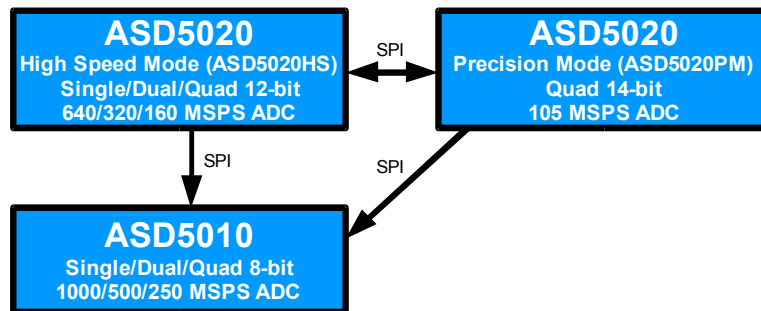 ASD5020
High Speed Mode (ASD5020HS)
Single/Dual/Quad 12-bit
640/320/160 MSPS ADC
SPI
ASD5020
Precision Mode (ASD5020PM)
Quad 14-bit
105 MSPS ADC
SPI
SPI
ASD5010
Single/Dual/Quad 8-bit
1000/500/250 MSPS ADC